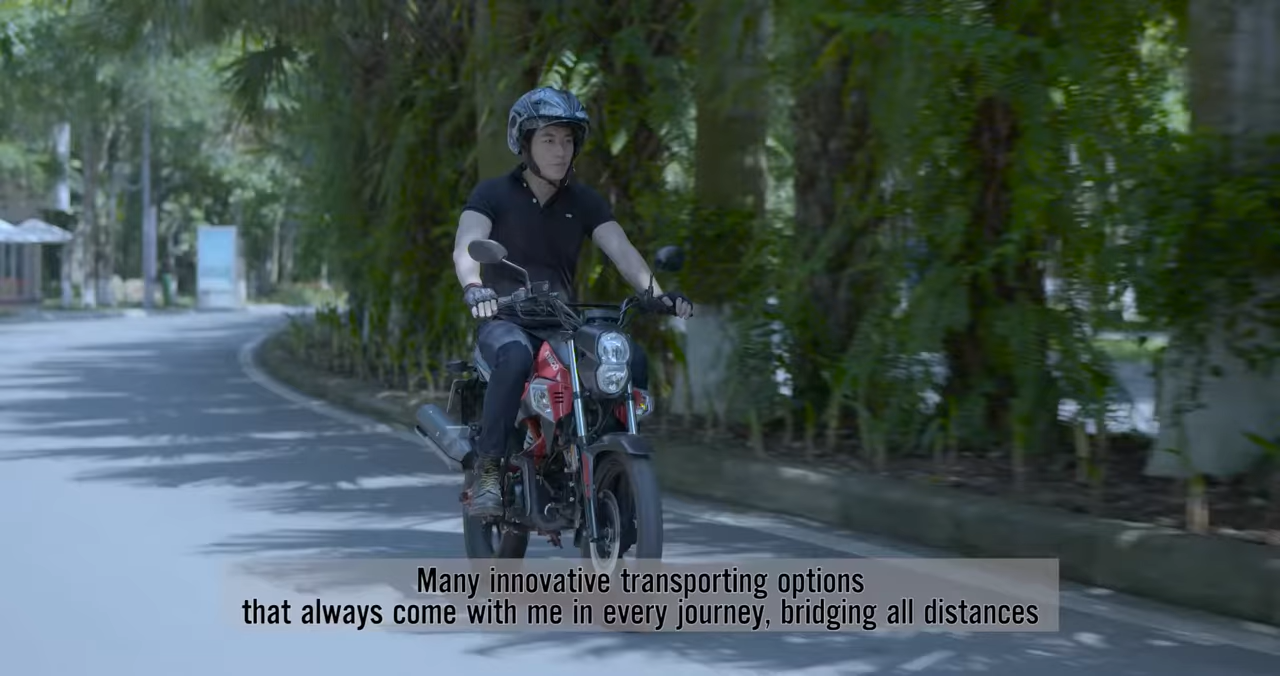 Many innovative transporting options
that always come with me in every journey, bridging all distances